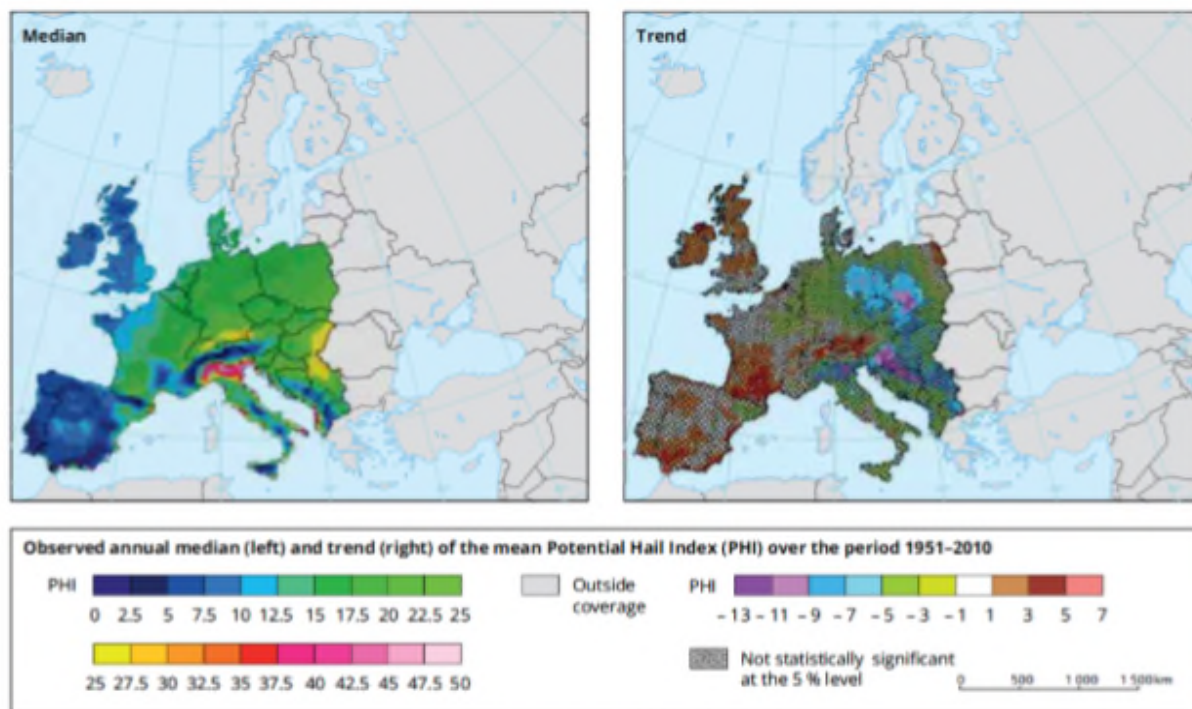 Median
Trend
Observed annual median (left) and trend (right) of the mean Potential Hail Index (PHI) over the period 1951–2010
PHI
0 2.5 5 7.5 10 12.5 15 17.5 20 22.5 25
25 27.5 30 32.5 35 37.5 40 42.5 45 47.5 50
Outside
coverage
PHI
– 13 – 11 – 9 – 7 – 5 – 3 – 1 1 3 5 7
Not statistically significant
at the 5 % level
0 500 1 000 1 500 km